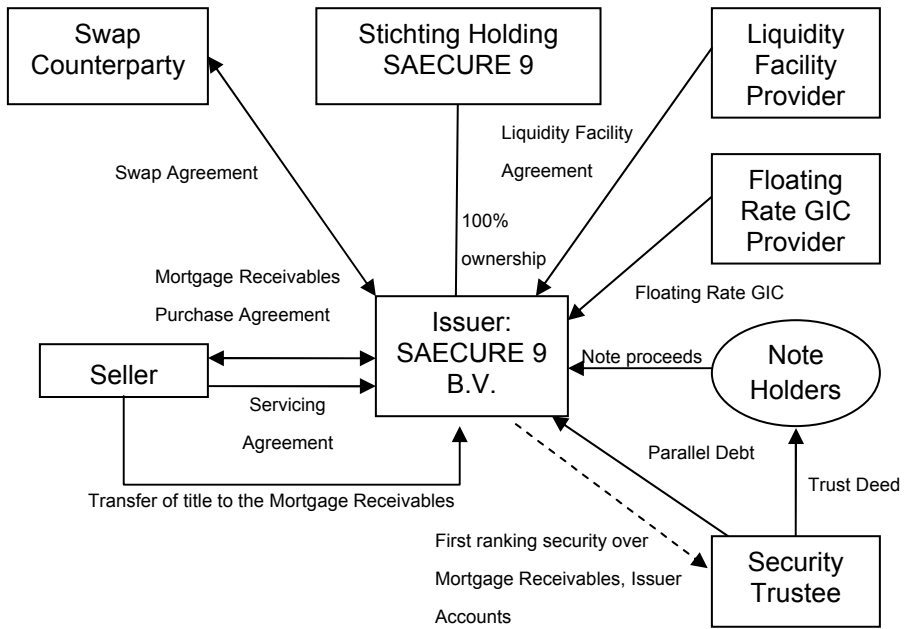 Swap
Counterparty
Stichting Holding
SAECURE 9
Liquidity
Facility
Provider
Liquidity Facility
Agreement
Swap Agreement
Floating
Rate GIC
Provider
100%
ownership
Mortgage Receivables
Purchase Agreement
Floating Rate GIC
Issuer:
SAECURE 9
B.V.
Seller
Note proceeds
Note
Holders
Servicing
Agreement
Parallel Debt
Trust Deed
Transfer of title to the Mortgage Receivables
First ranking security over
Mortgage Receivables, Issuer
Accounts
Security
Trustee